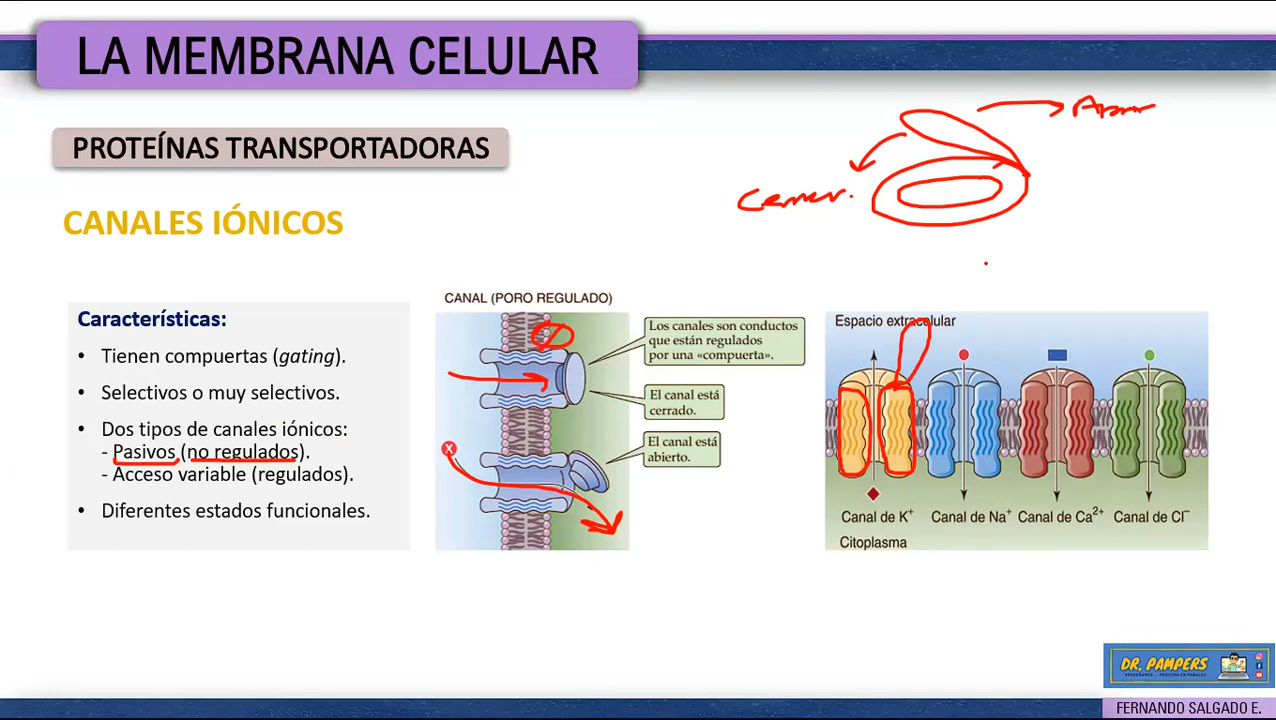 LA MEMBRANA CELULAR
PROTEÍNAS TRANSPORTADORAS
CANALES IÓNICOS
Cerrar.
Características:
• Tienen compuertas (gating).
• Selectivos o muy selectivos.
• Dos tipos de canales iónicos:
- Pasivos (no regulados).
- Acceso variable (regulados).
• Diferentes estados funcionales.
CANAL (PORO REGULADO)
Los canales son conductos
que están regulados
por una «compuerta».
El canal está
cerrado.
El canal está
abierto.
X
Espacio extracelular
Canal de K⁺
Canal de Na⁺
Canal de Ca²⁺
Canal de Cl⁻
Citoplasma
DR. PAMPERS
FERNANDO SALGADO E.